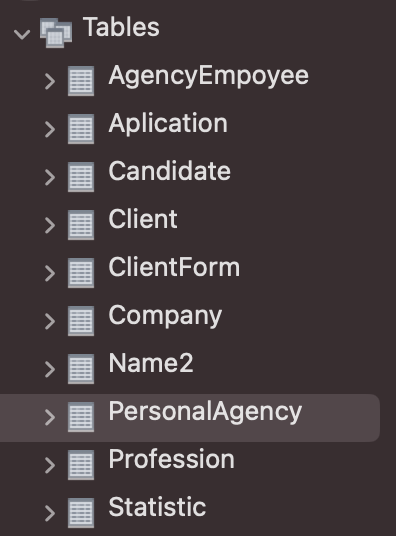 Tables
AgencyEmpoyee
Aplication
Candidate
Client
ClientForm
Company
Name2
PersonalAgency
Profession
Statistic